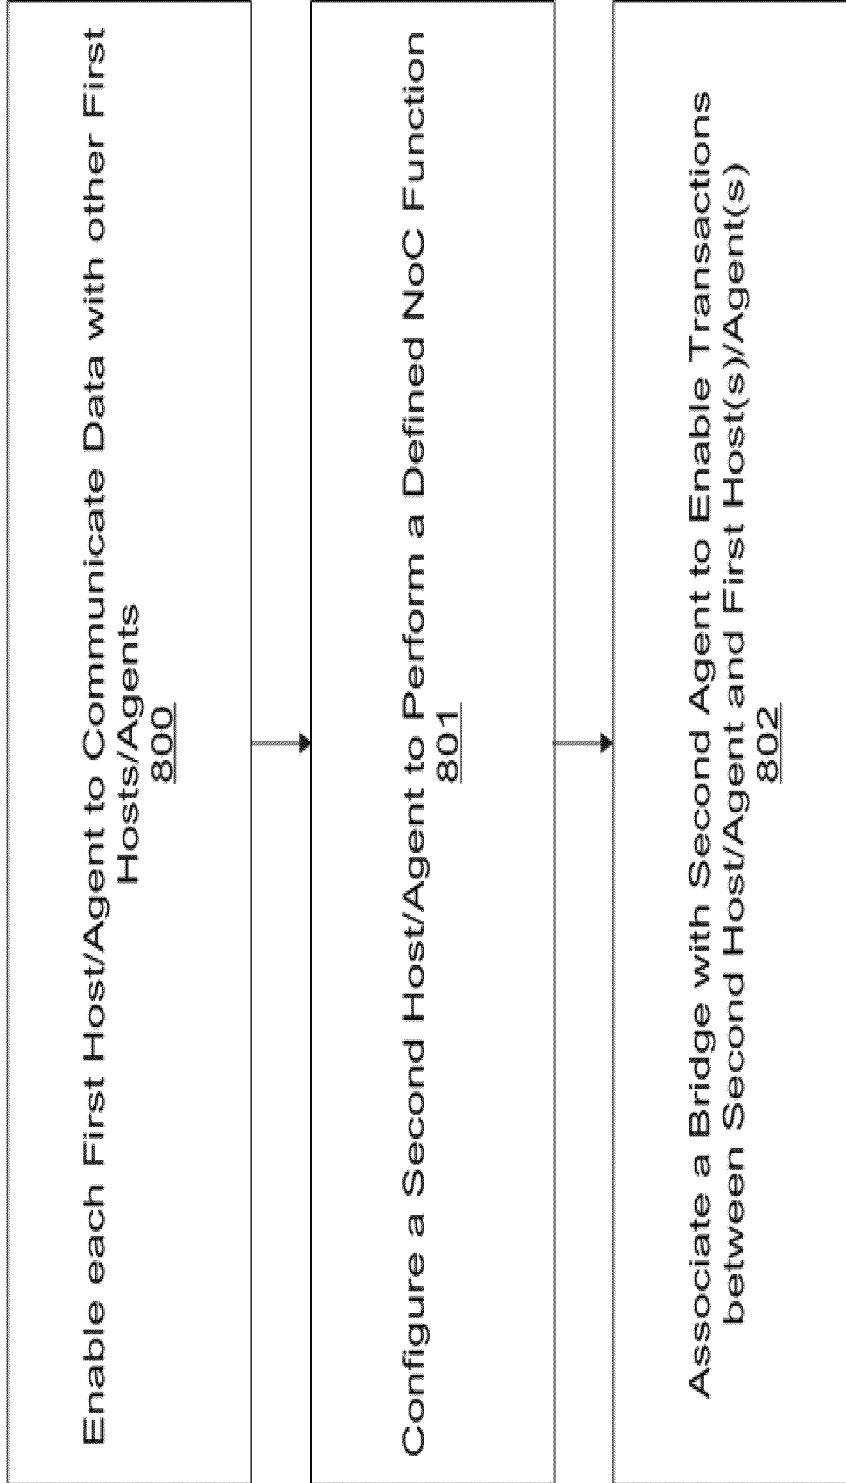 Enable each First Host/Agent to Communicate Data with other First
Hosts/Agents
800
Configure a Second Host/Agent to Perform a Defined NoC Function
801
Associate a Bridge with Second Agent to Enable Transactions
between Second Host/Agent and First Host(s)/Agent(s)
802